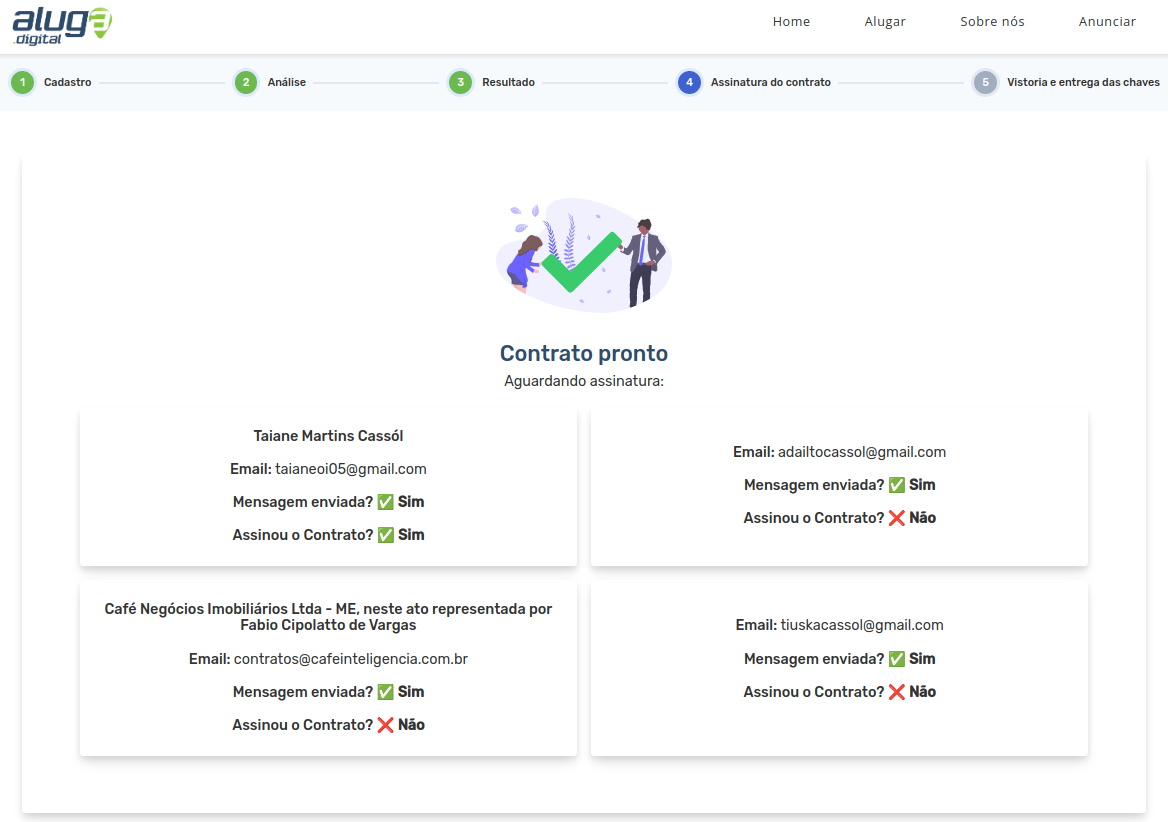 aluga
.digital
Home
Alugar
Sobre nós
Anunciar
1 Cadastro
2 Análise
3 Resultado
4 Assinatura do contrato
5 Vistoria e entrega das chaves
Contrato pronto
Aguardando assinatura:
Taiane Martins Cassól
Email: taianeoi05@gmail.com
Mensagem enviada? ✅ Sim
Assinou o Contrato? ✅ Sim
Email: adailtocassol@gmail.com
Mensagem enviada? ✅ Sim
Assinou o Contrato? ❌ Não
Café Negócios Imobiliários Ltda - ME, neste ato representada por
Fabio Cipolatto de Vargas
Email: contratos@cafeinteligencia.com.br
Mensagem enviada? ✅ Sim
Assinou o Contrato? ❌ Não
Email: tiuskacassol@gmail.com
Mensagem enviada? ✅ Sim
Assinou o Contrato? ❌ Não